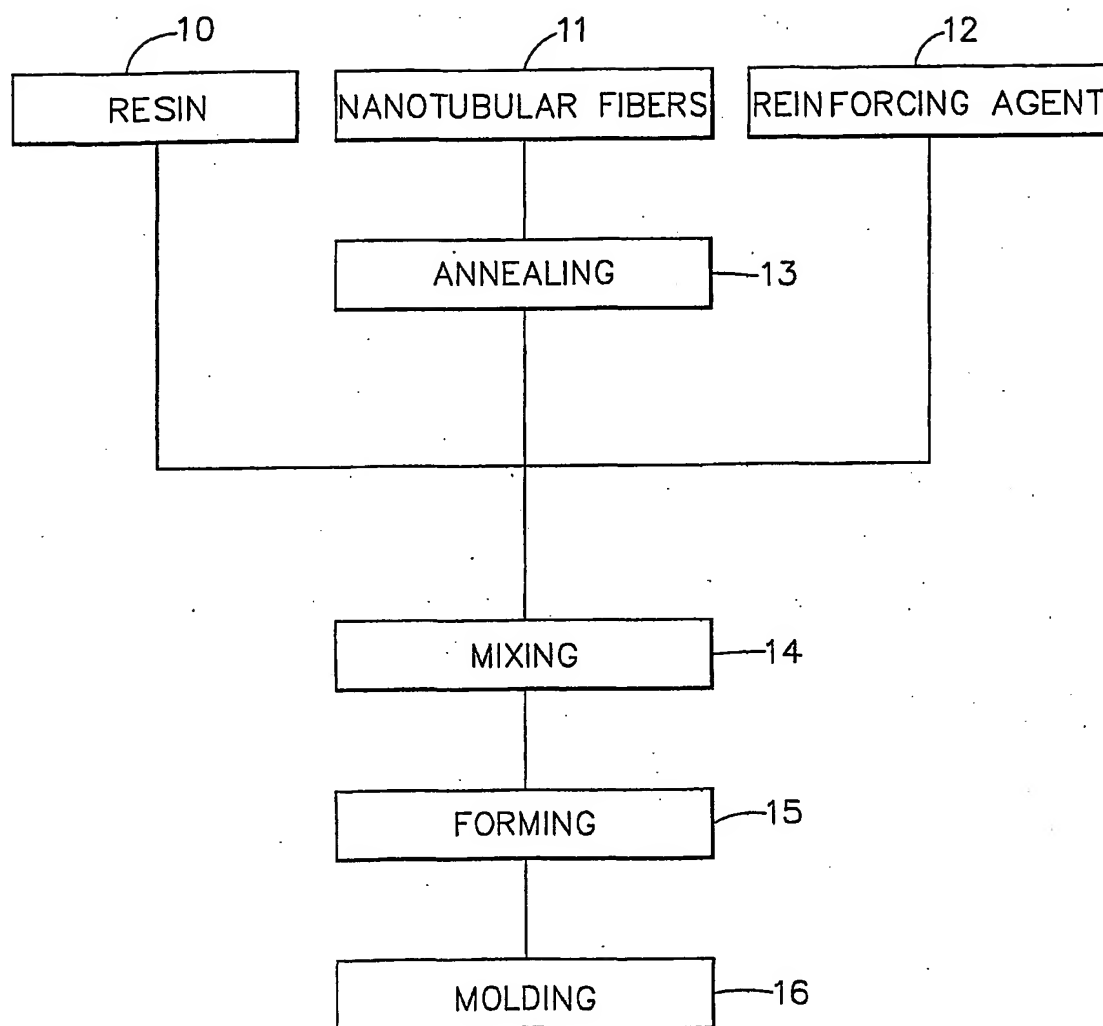 10
11
12
RESIN
NANOTUBULAR FIBERS
REINFORCING AGENT
ANNEALING
13
MIXING
14
FORMING
15
MOLDING
16